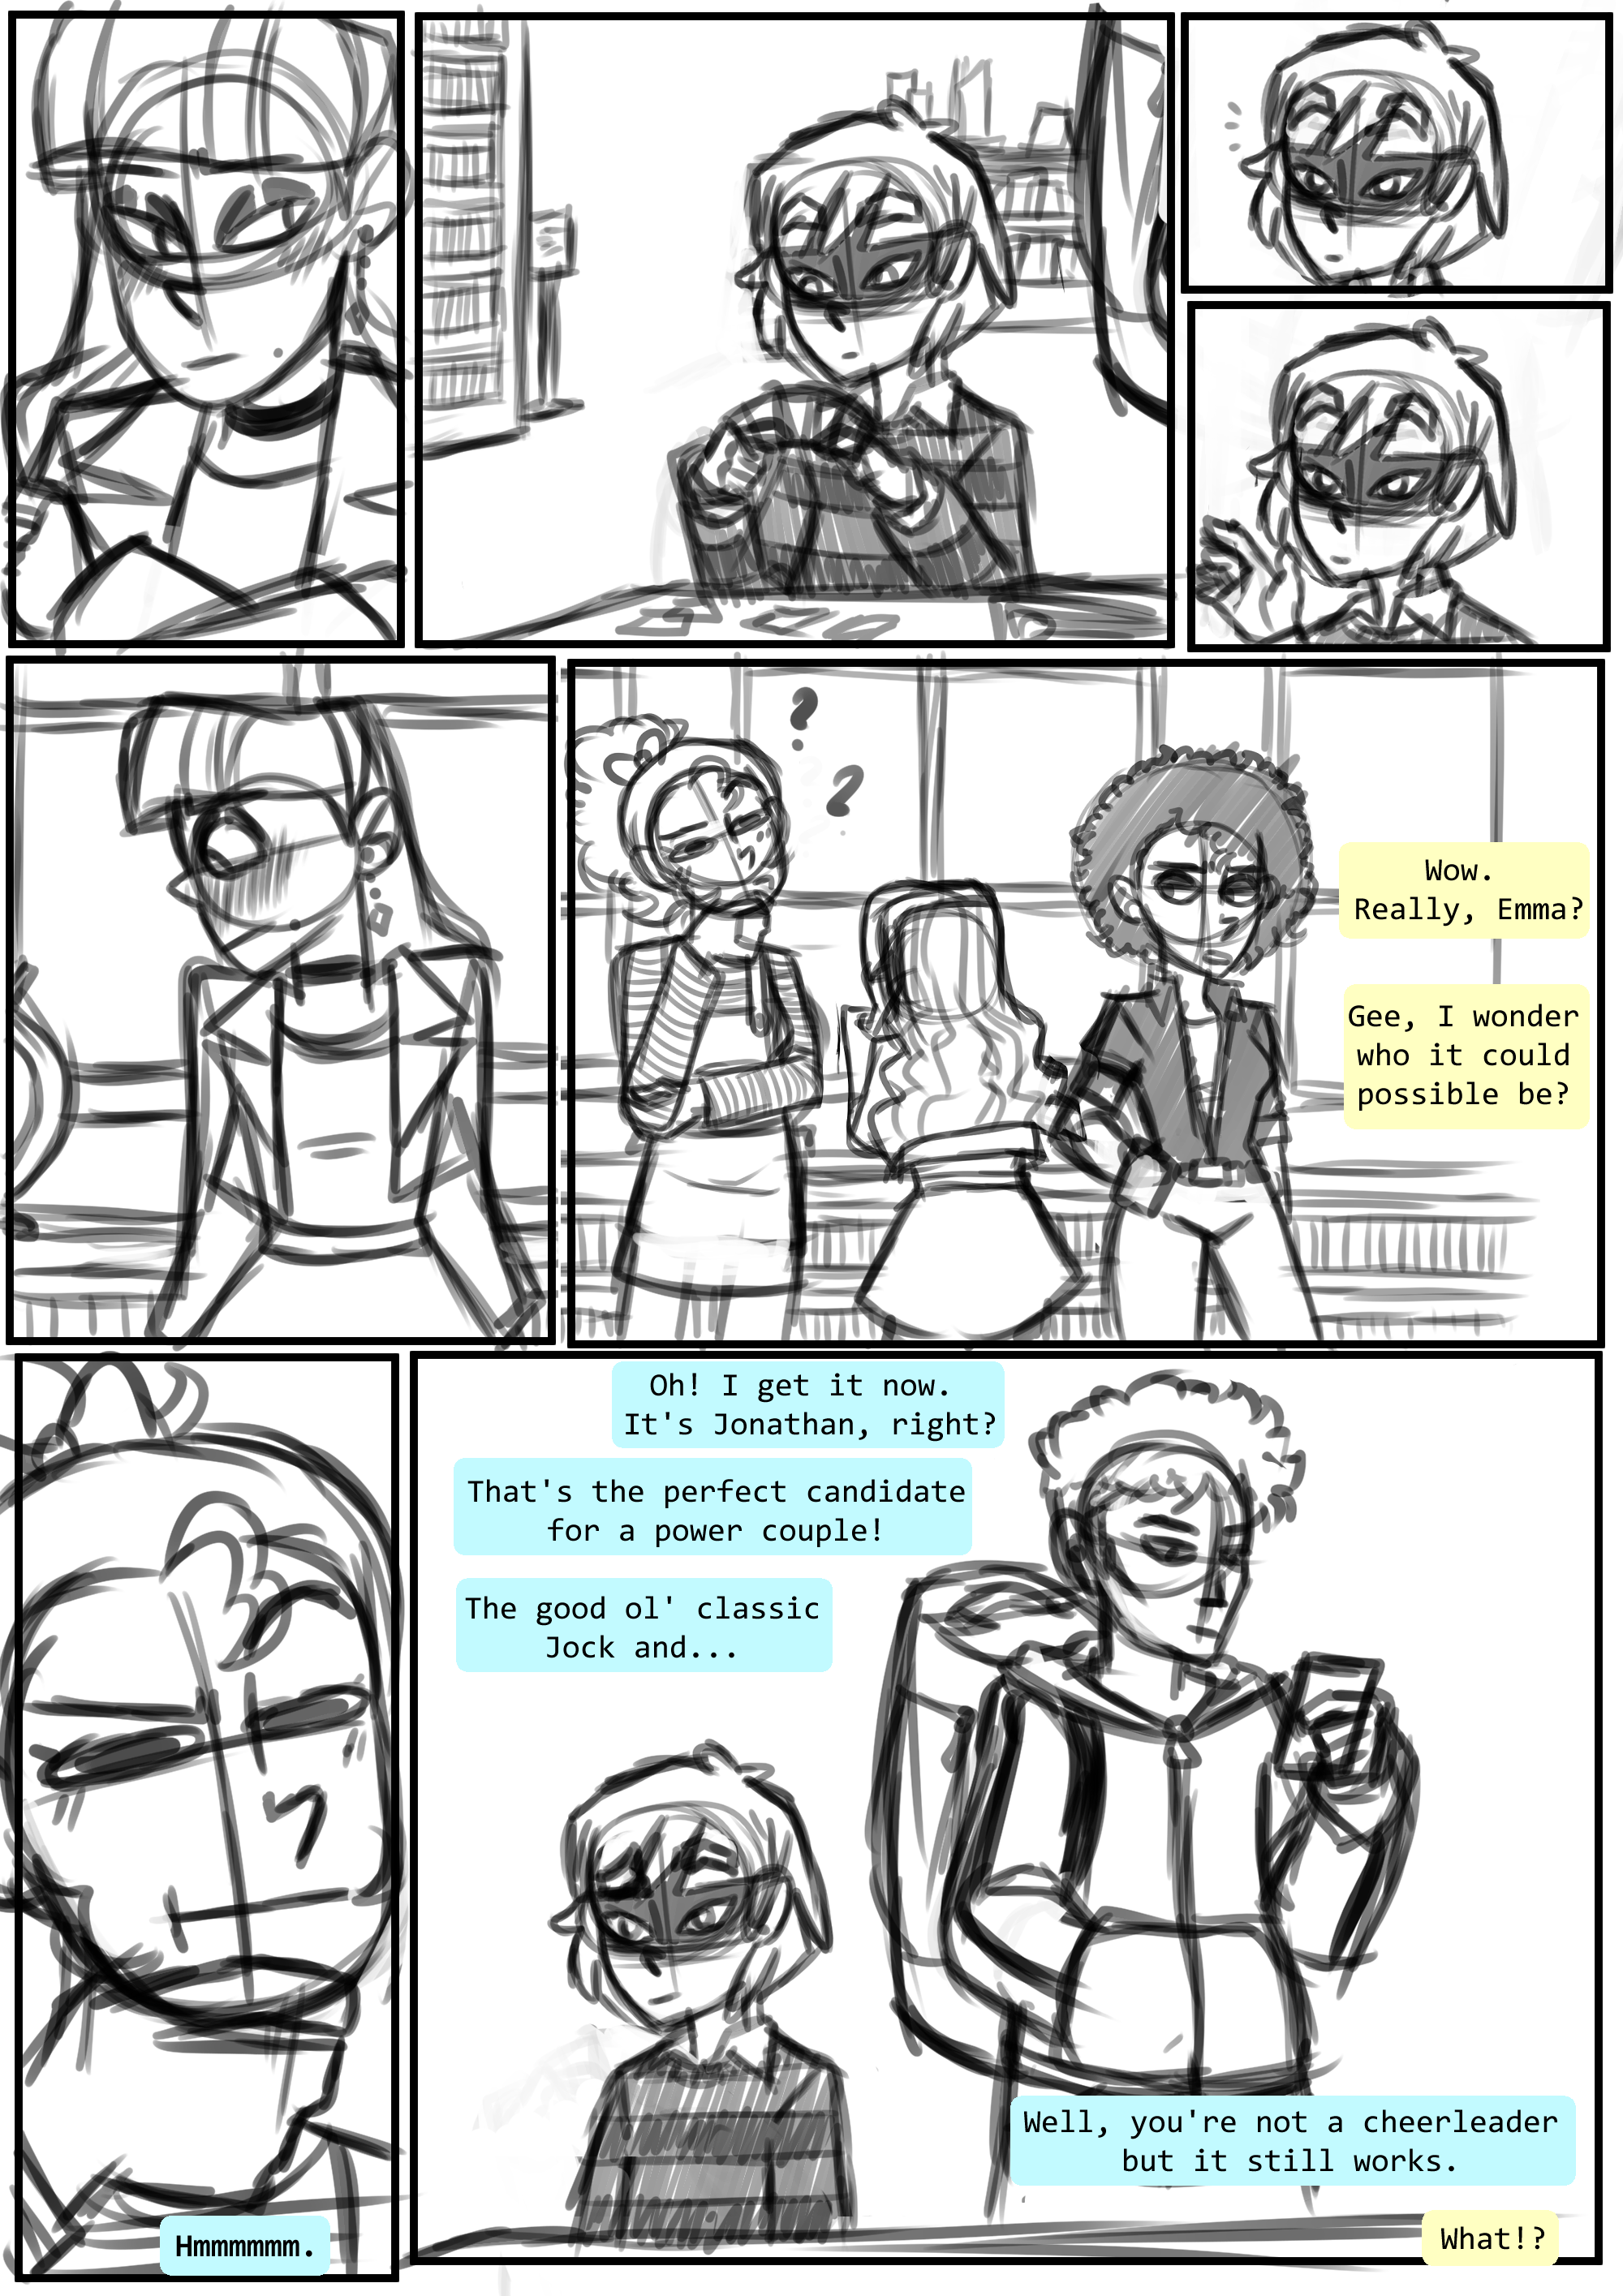 ?
?
Wow.
Really, Emma?
Gee, I wonder
who it could
possible be?
Oh! I get it now.
It's Jonathan, right?
That's the perfect candidate
for a power couple!
The good ol' classic
Jock and...
Well, you're not a cheerleader
but it still works.
What!?
Hmmmmmm.